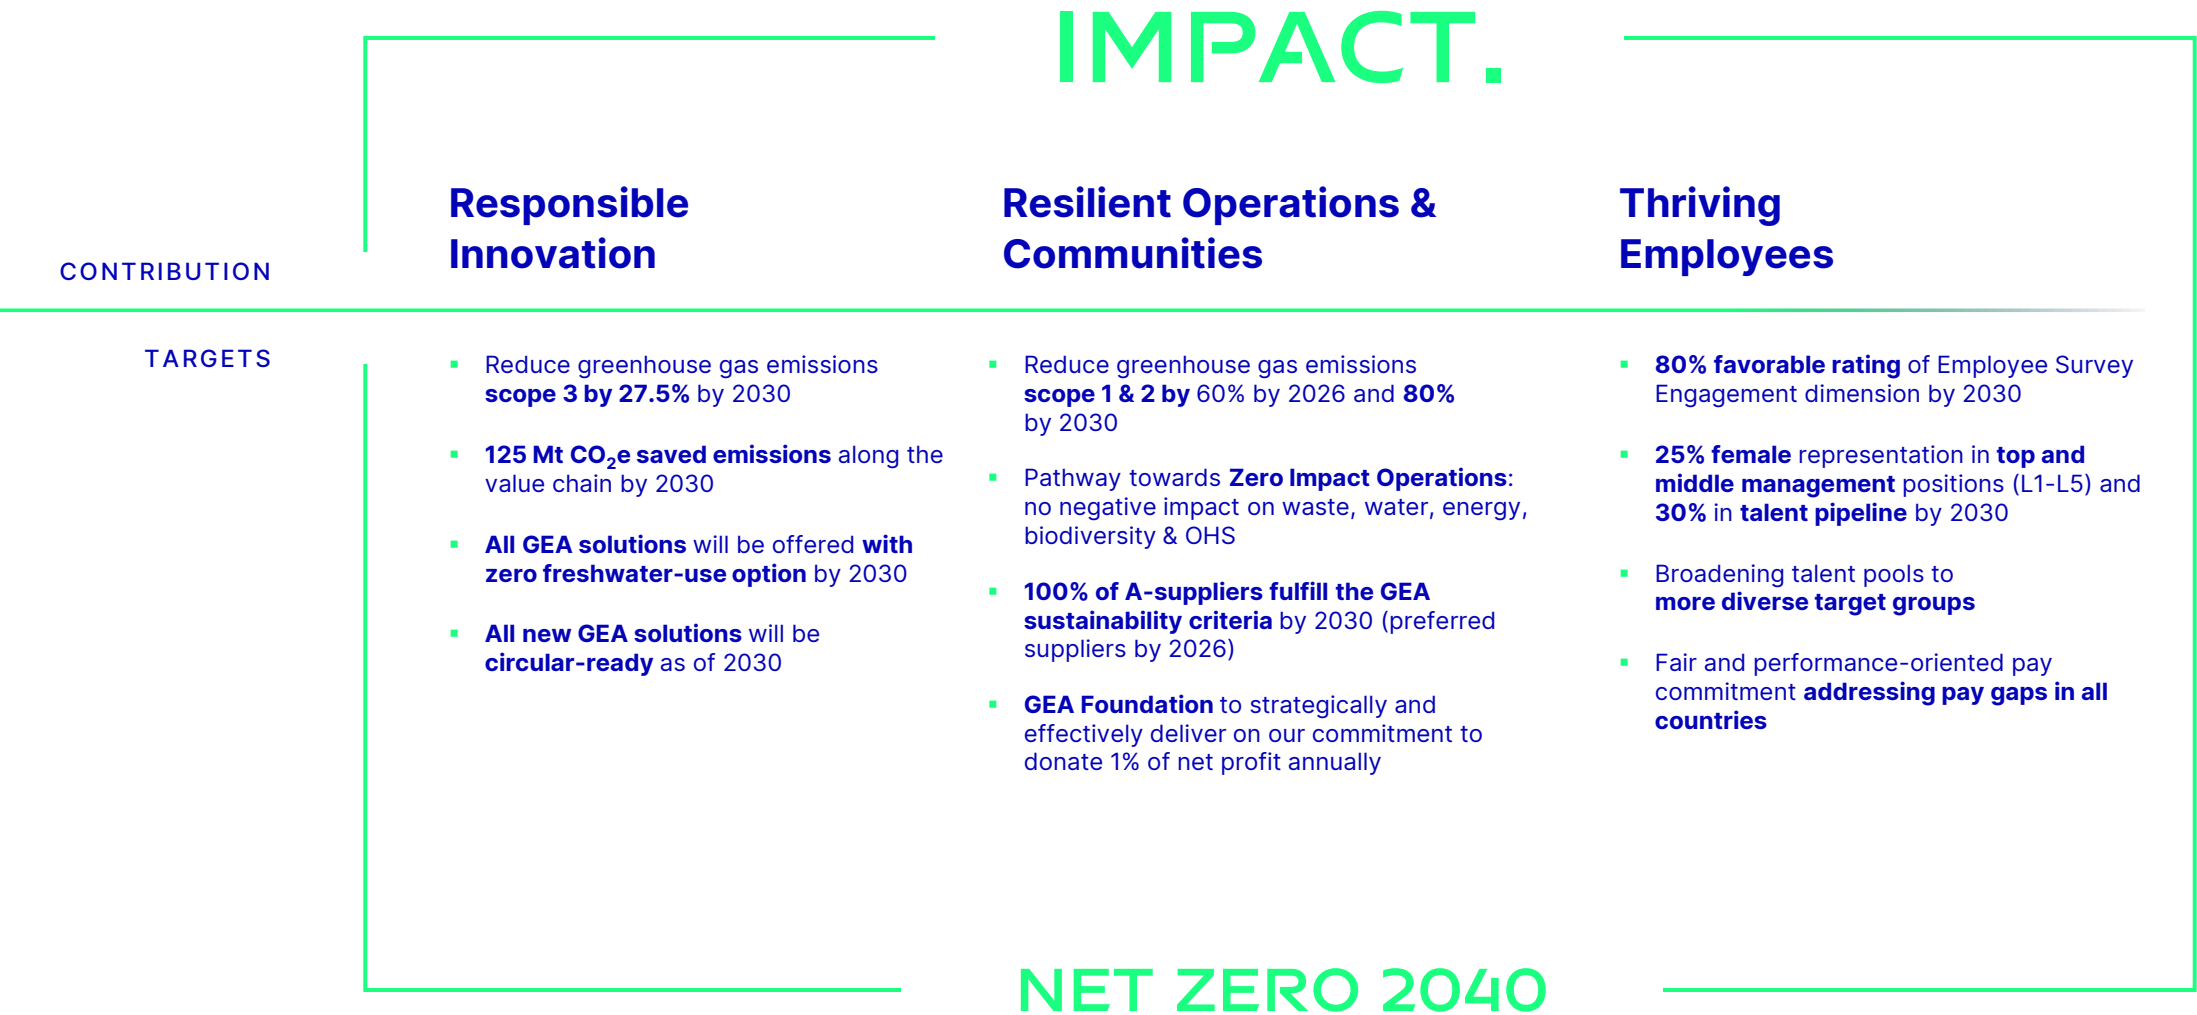 IMPACT.
CONTRIBUTION
Responsible
Innovation
Resilient Operations &
Communities
Thriving
Employees
TARGETS
Reduce greenhouse gas emissions
scope 3 by 27.5% by 2030
125 Mt CO₂e saved emissions along the
value chain by 2030
All GEA solutions will be offered with
zero freshwater-use option by 2030
All new GEA solutions will be
circular-ready as of 2030
Reduce greenhouse gas emissions
scope 1 & 2 by 60% by 2026 and 80%
by 2030
Pathway towards Zero Impact Operations:
no negative impact on waste, water, energy,
biodiversity & OHS
100% of A-suppliers fulfill the GEA
sustainability criteria by 2030 (preferred
suppliers by 2026)
GEA Foundation to strategically and
effectively deliver on our commitment to
donate 1% of net profit annually
80% favorable rating of Employee Survey
Engagement dimension by 2030
25% female representation in top and
middle management positions (L1-L5) and
30% in talent pipeline by 2030
Broadening talent pools to
more diverse target groups
Fair and performance-oriented pay
commitment addressing pay gaps in all
countries
NET ZERO 2040